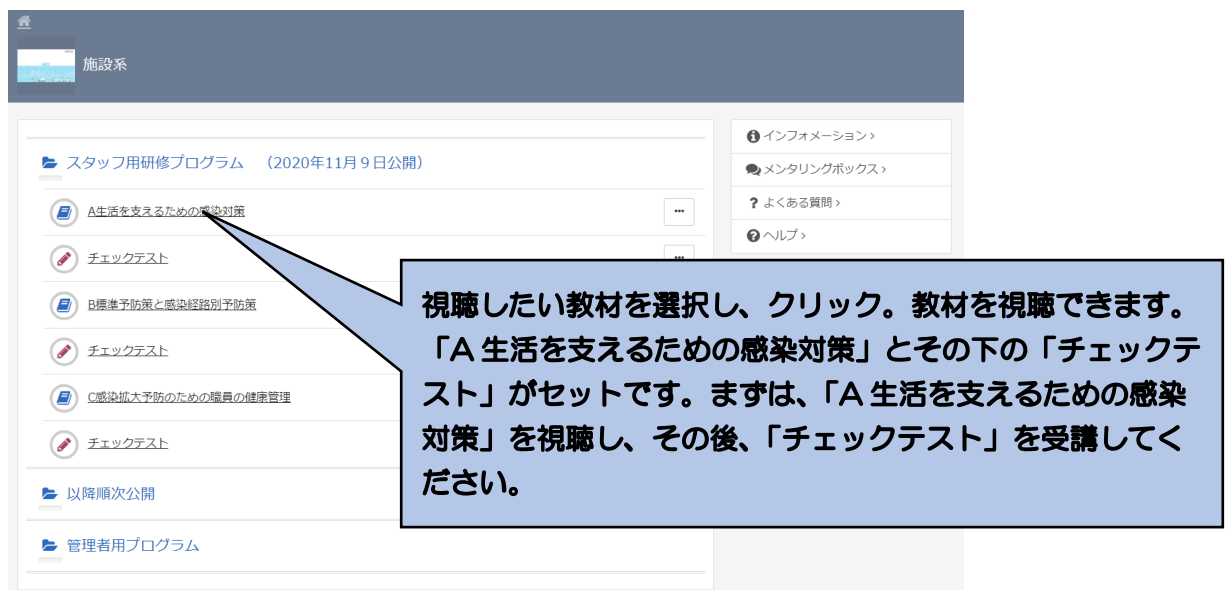 施設系
スタッフ用研修プログラム （2020年11月9日公開）
A生活を支えるための感染対策
チェックテスト
B標準予防策と感染経路別予防策
チェックテスト
C感染拡大予防のための職員の健康管理
チェックテスト
以降順次公開
管理者用プログラム
インフォメーション ›
メンタリングボックス ›
? よくある質問 ›
ヘルプ ›
視聴したい教材を選択し、クリック。教材を視聴できます。
「A 生活を支えるための感染対策」とその下の「チェックテ
スト」がセットです。まずは、「A 生活を支えるための感染
対策」を視聴し、その後、「チェックテスト」を受講してく
ださい。